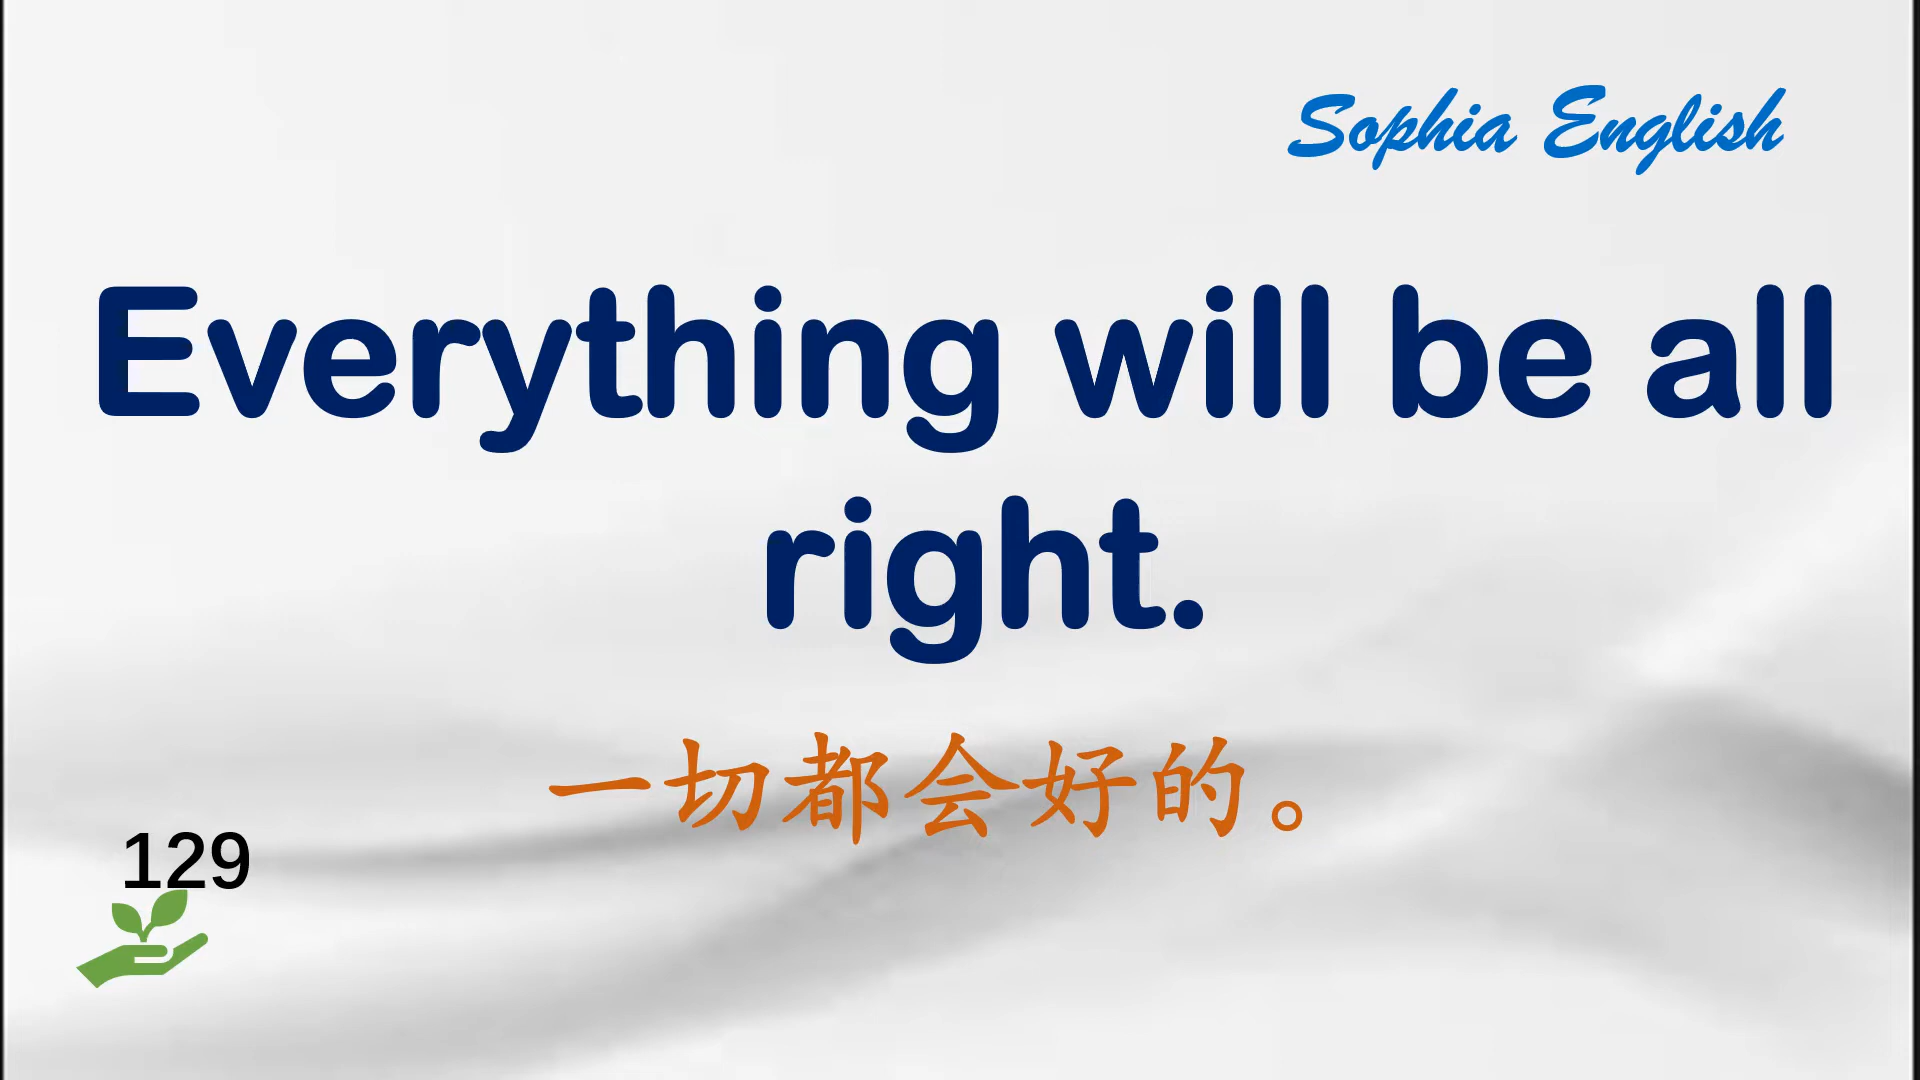 Sophia English
Everything will be all
right.
一切都会好的。
129